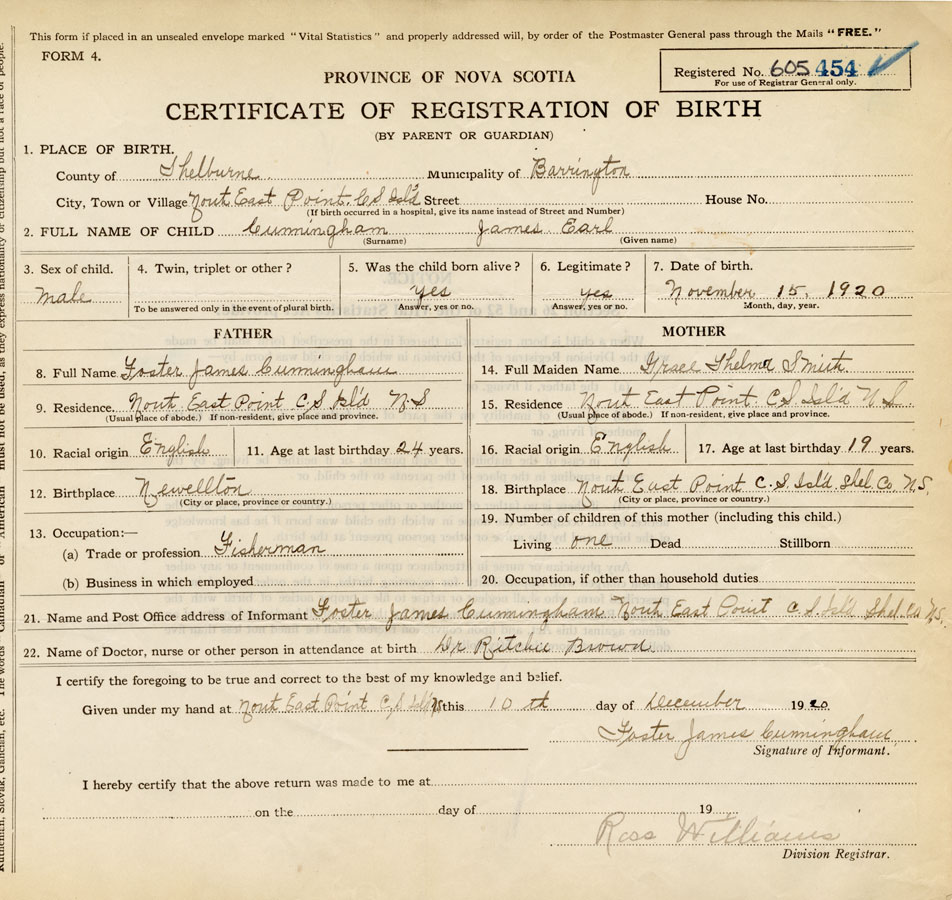 This form if placed in an unsealed envelope marked "Vital Statistics" and properly addressed will, by order of the Postmaster General pass through the Mails "FREE."
FORM 4.
Registered No. 605 454
For use of Registrar General only.
PROVINCE OF NOVA SCOTIA
CERTIFICATE OF REGISTRATION OF BIRTH
(BY PARENT OR GUARDIAN)
1. PLACE OF BIRTH.
County of Shelburne Municipality of Barrington
City, Town or Village Nout East Point. C S Isl'd Street House No.
(If birth occurred in a hospital, give its name instead of Street and Number)
2. FULL NAME OF CHILD Cunningham James Earl
(Surname) (Given name)
3. Sex of child. 4. Twin, triplet or other? 5. Was the child born alive? 6. Legitimate? 7. Date of birth.
male yes yes November 15, 1920
To be answered only in the event of plural birth. Answer, yes or no. Answer, yes or no. Month, day, year.
FATHER
8. Full Name Foster James Cunningham
9. Residence. Nout East Point C S Isl'd N S
(Usual place of abode.) If non-resident, give place and province.
10. Racial origin English 11. Age at last birthday 24 years.
12. Birthplace Newellton
(City or place, province or country.)
13. Occupation:—
(a) Trade or profession Fisherman
(b) Business in which employed
MOTHER
14. Full Maiden Name Grace Thelma Smith
15. Residence Nout East Point. C S Isl'd N S.
(Usual place of abode.) If non-resident, give place and province.
16. Racial origin English 17. Age at last birthday 19 years.
18. Birthplace Nout East Point C. S. Isl'd. Shel. Co. N.S.
(City or place, province or country.)
19. Number of children of this mother (including this child.)
Living one Dead Stillborn
20. Occupation, if other than household duties
21. Name and Post Office address of Informant Foster James Cunningham Nout East Point C. S. Isl'd Shel. Co N.S.
22. Name of Doctor, nurse or other person in attendance at birth Dr Ritchie Brown
I certify the foregoing to be true and correct to the best of my knowledge and belief.
Given under my hand at Nout East Point C, S Isl'd NS this 10 th day of December 1920.
Foster James Cunningham
Signature of Informant.
I hereby certify that the above return was made to me at
on the day of 19
Ross Williams
Division Registrar.